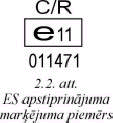 C/R
e11
011471
2.2. att.
ES apstiprinājuma
marķējuma piemērs